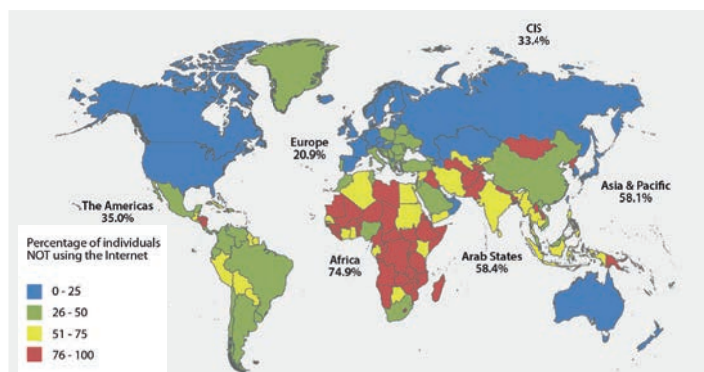 CIS
33.4%
Europe
20.9%
The Americas
35.0%
Asia & Pacific
58.1%
Africa
74.9%
Arab States
58.4%
Percentage of individuals
NOT using the Internet
0 - 25
26 - 50
51 - 75
76 - 100